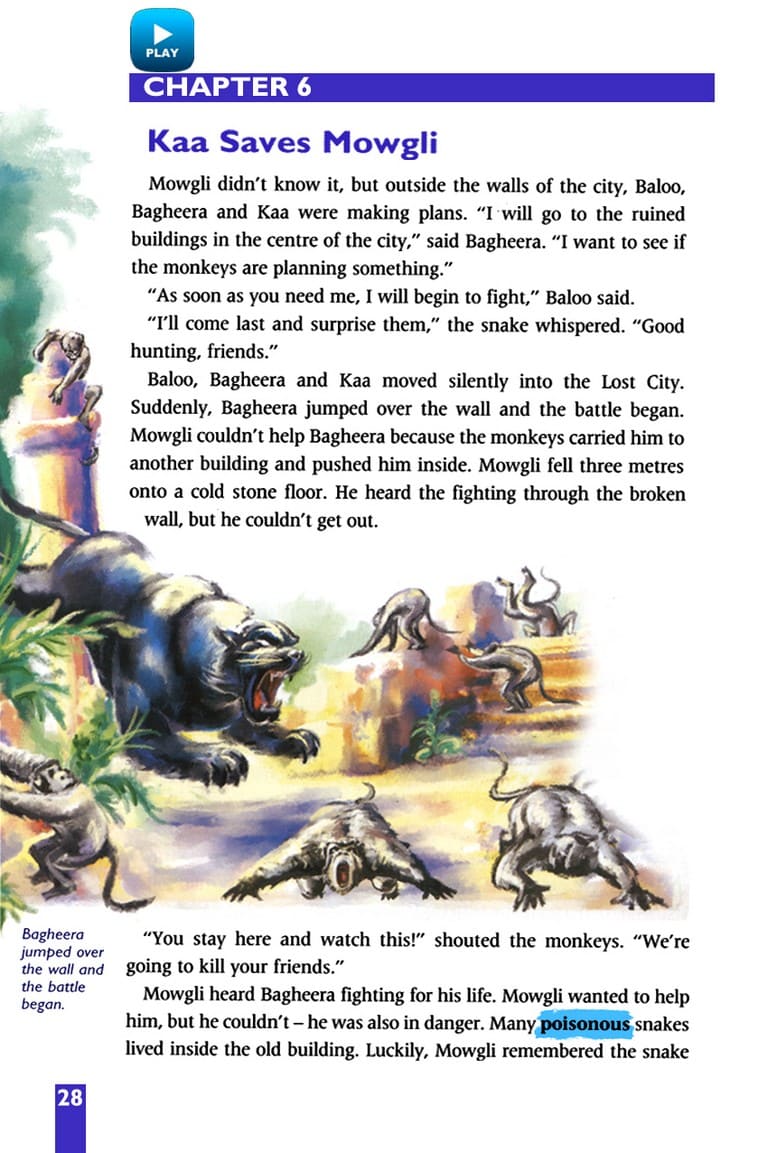 PLAY
CHAPTER 6
Kaa Saves Mowgli
Mowgli didn't know it, but outside the walls of the city, Baloo,
Bagheera and Kaa were making plans. “I will go to the ruined
buildings in the centre of the city,” said Bagheera. “I want to see if
the monkeys are planning something.”
“As soon as you need me, I will begin to fight,” Baloo said.
“I'll come last and surprise them,” the snake whispered. “Good
hunting, friends.”
Baloo, Bagheera and Kaa moved silently into the Lost City.
Suddenly, Bagheera jumped over the wall and the battle began.
Mowgli couldn't help Bagheera because the monkeys carried him to
another building and pushed him inside. Mowgli fell three metres
onto a cold stone floor. He heard the fighting through the broken
wall, but he couldn't get out.
Bagheera
jumped over
the wall and
the battle
began.
“You stay here and watch this!” shouted the monkeys. “We're
going to kill your friends.”
Mowgli heard Bagheera fighting for his life. Mowgli wanted to help
him, but he couldn't – he was also in danger. Many poisonous snakes
lived inside the old building. Luckily, Mowgli remembered the snake
28